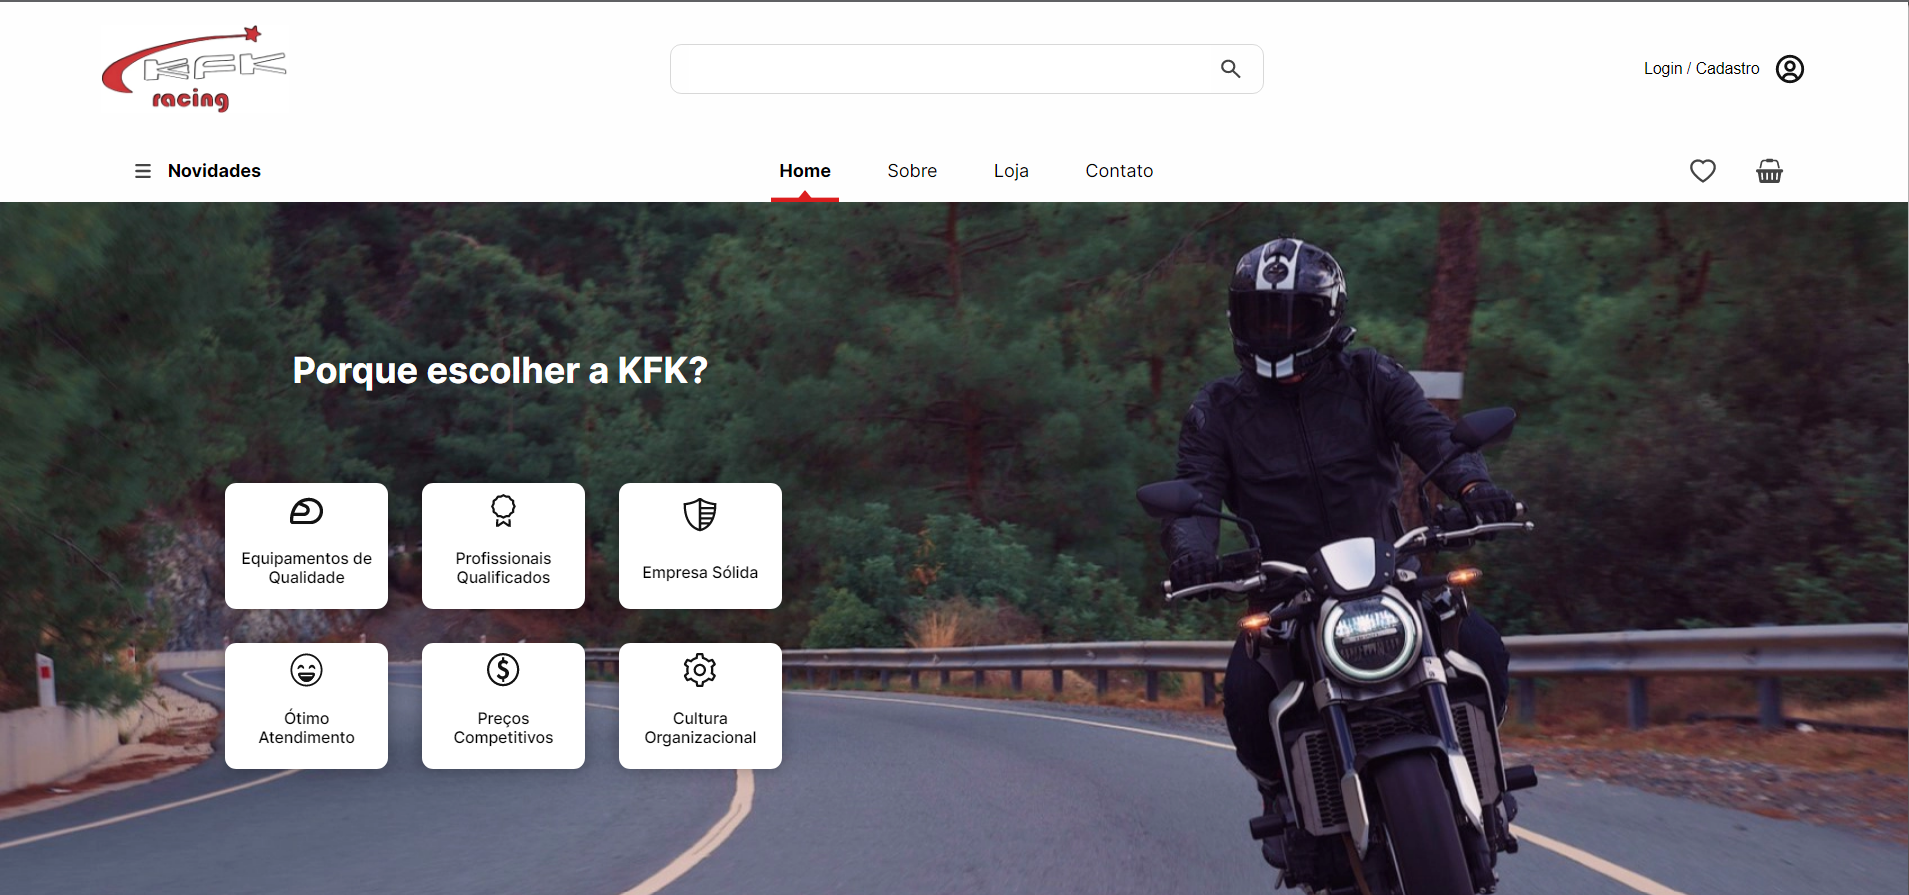 KFK
racing
Login / Cadastro
Novidades
Home
Sobre
Loja
Contato
Porque escolher a KFK?
Equipamentos de
Qualidade
Profissionais
Qualificados
Empresa Sólida
Ótimo
Atendimento
Preços
Competitivos
Cultura
Organizacional